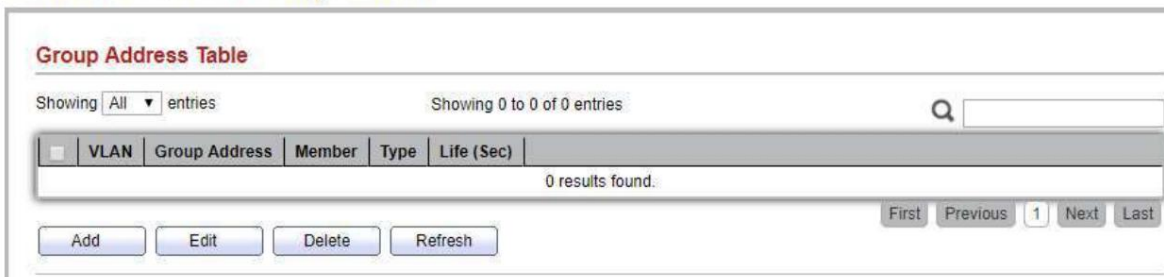 Group Address Table
Showing All entries Showing 0 to 0 of 0 entries
VLAN Group Address Member Type Life (Sec)
0 results found.
First Previous 1 Next Last
Add Edit Delete Refresh